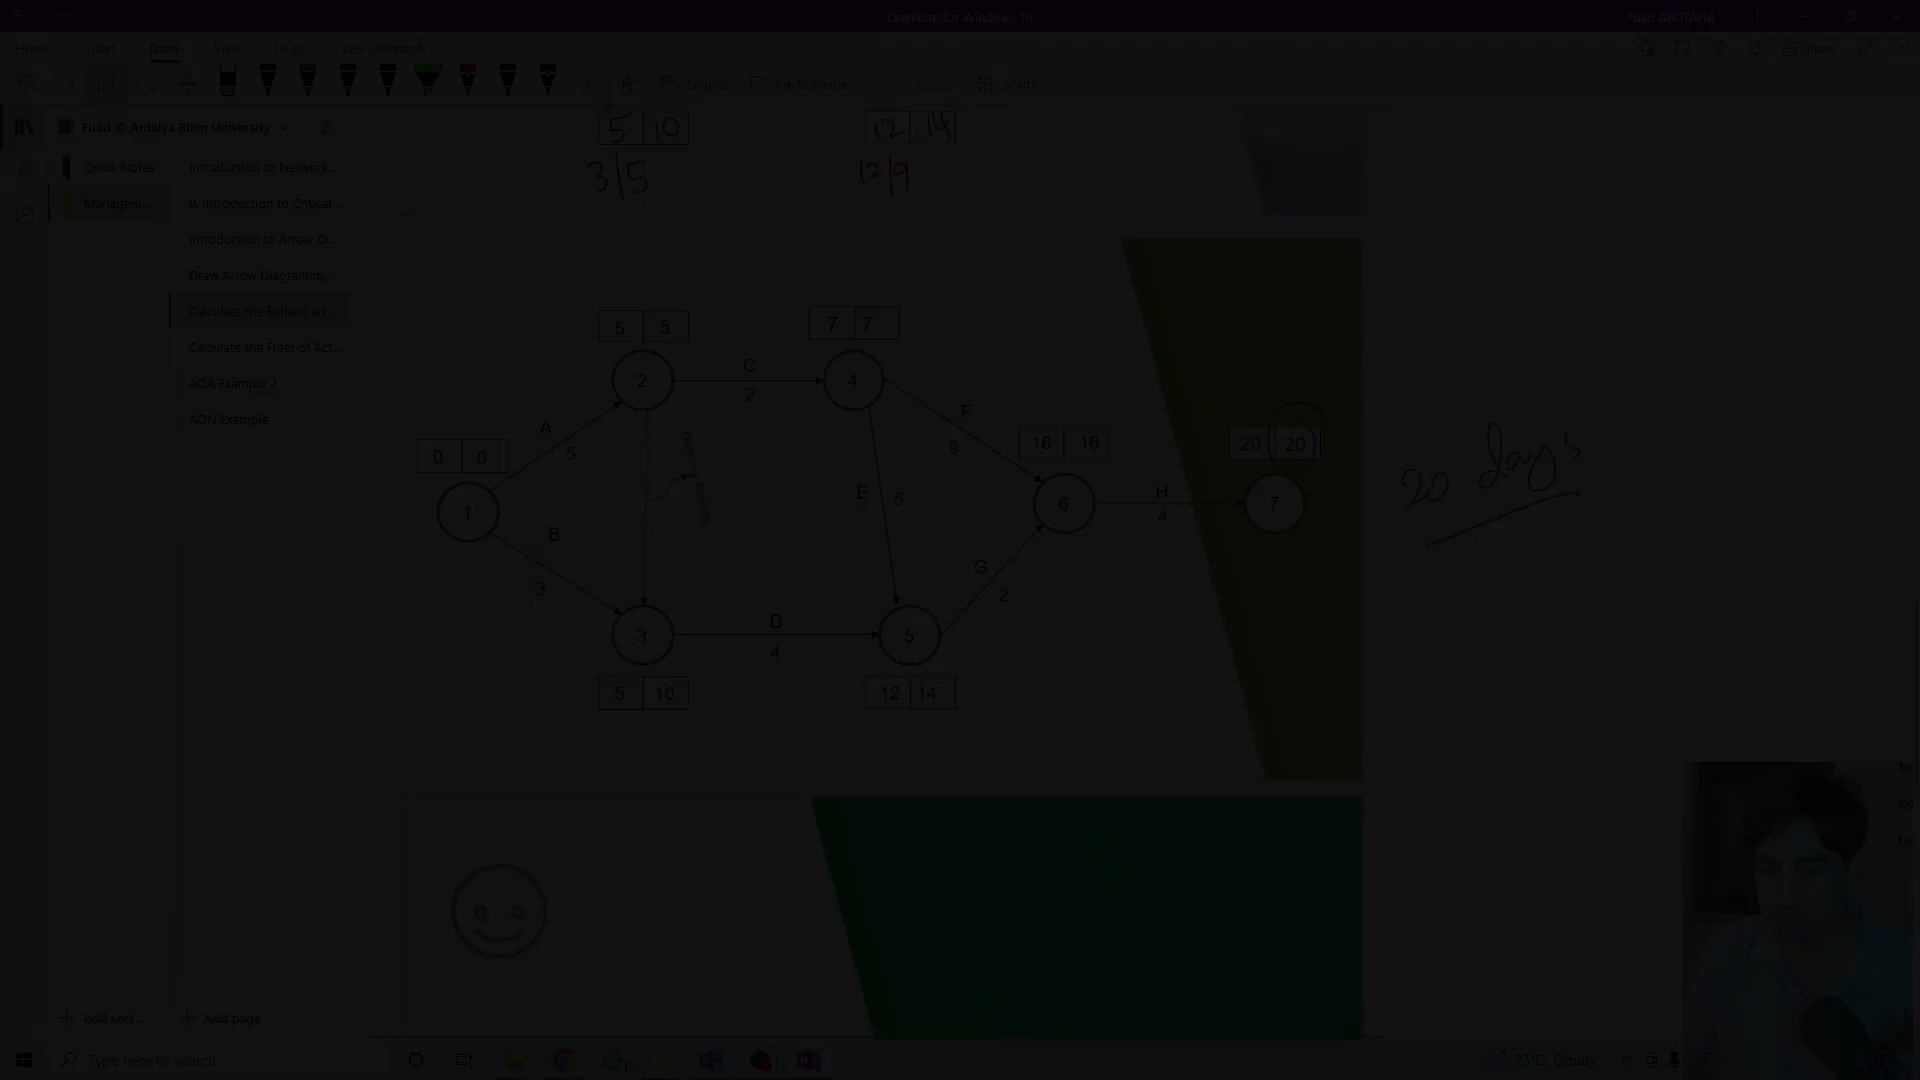 OneNote for Windows 10
Fuad ABUTAHA
Home Insert Draw View Help Class Notebook
Share
Shapes Ink to Shape Math
Fuad @ Antalya Bilim University
Quick Notes
Managem...
Introduction to Network...
0. Introduction to Critical...
Introduction to Arrow Di...
Draw Arrow Diagrammi...
Calculate the Earliest an...
Calculate the Float of Act...
AOA Example 2
AON Example
5 10
12 14
3|5
12|9
5 5
7 7
2
C
2
4
A
5
F
9
0 0
16 16
20 20
20 days
dummy activity
1
E
5
6
H
4
7
B
3
G
2
3
D
4
5
5 10
12 14
Add sect...
Add page
Type here to search
23°C Cloudy